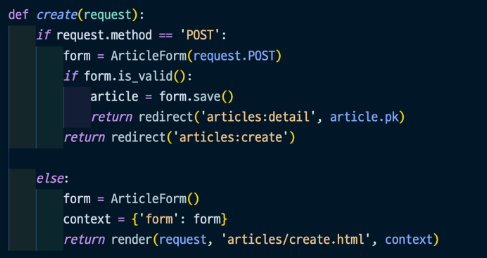 def create(request):
    if request.method == 'POST':
        form = ArticleForm(request.POST)
        if form.is_valid():
            article = form.save()
            return redirect('articles:detail', article.pk)
        return redirect('articles:create')

    else:
        form = ArticleForm()
        context = {'form': form}
        return render(request, 'articles/create.html', context)